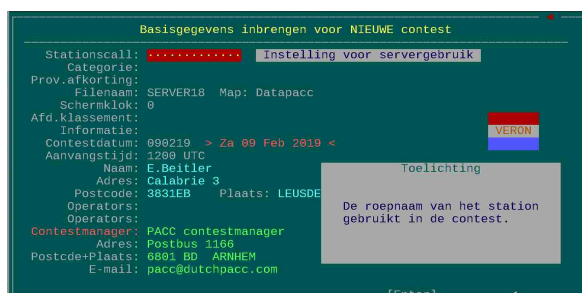 Basisgegevens inbrengen voor NIEUWE contest
Stationscall: ............. Instelling voor servergebruik
Categorie:
Prov.afkorting:
Filenaam: SERVER18 Map: Datapacc
Schermklok: 0
Afd.klassement:
Informatie:
VERON
Contestdatum: 090219 > Za 09 Feb 2019 <
Aanvangstijd: 1200 UTC
Naam: E.Beitler
Toelichting
Adres: Calabrie 3
Postcode: 3831EB Plaats: LEUSDE
De roepnaam van het station
Operators:
gebruikt in de contest.
Operators:
Contestmanager: PACC contestmanager
Adres: Postbus 1166
Postcde+Plaats: 6801 BD ARNHEM
E-mail: pacc@dutchpacc.com